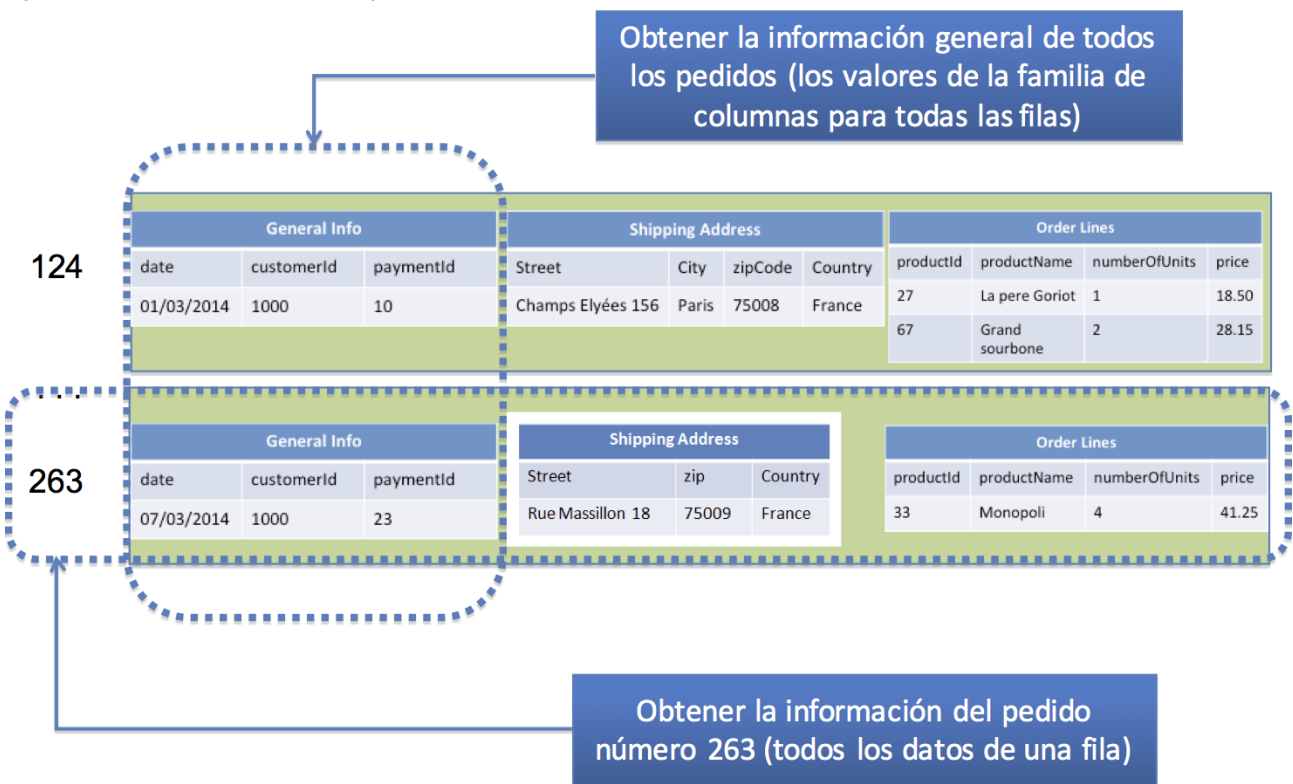 Obtener la información general de todos
los pedidos (los valores de la familia de
columnas para todas las filas)
124
General Info
date customerId paymentId
01/03/2014 1000 10
Shipping Address
Street City zipCode Country
Champs Elyées 156 Paris 75008 France
Order Lines
productId productName numberOfUnits price
27 La pere Goriot 1 18.50
67 Grand sourbone 2 28.15
...
263
General Info
date customerId paymentId
07/03/2014 1000 23
Shipping Address
Street zip Country
Rue Massillon 18 75009 France
Order Lines
productId productName numberOfUnits price
33 Monopoli 4 41.25
Obtener la información del pedido
número 263 (todos los datos de una fila)